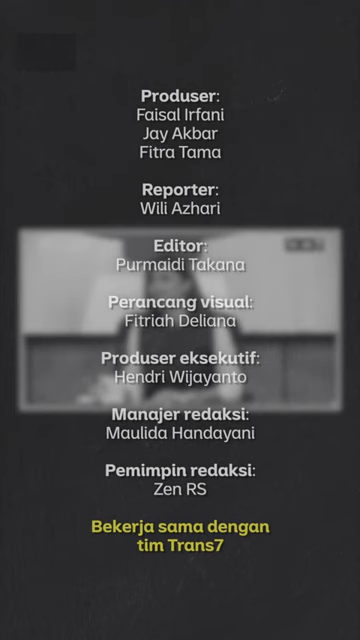 Produser:
Faisal Irfani
Jay Akbar
Fitra Tama
Reporter:
Wili Azhari
Editor:
Purmaidi Takana
Perancang visual:
Fitriah Deliana
Produser eksekutif:
Hendri Wijayanto
Manajer redaksi:
Maulida Handayani
Pemimpin redaksi:
Zen RS
Bekerja sama dengan
tim Trans7